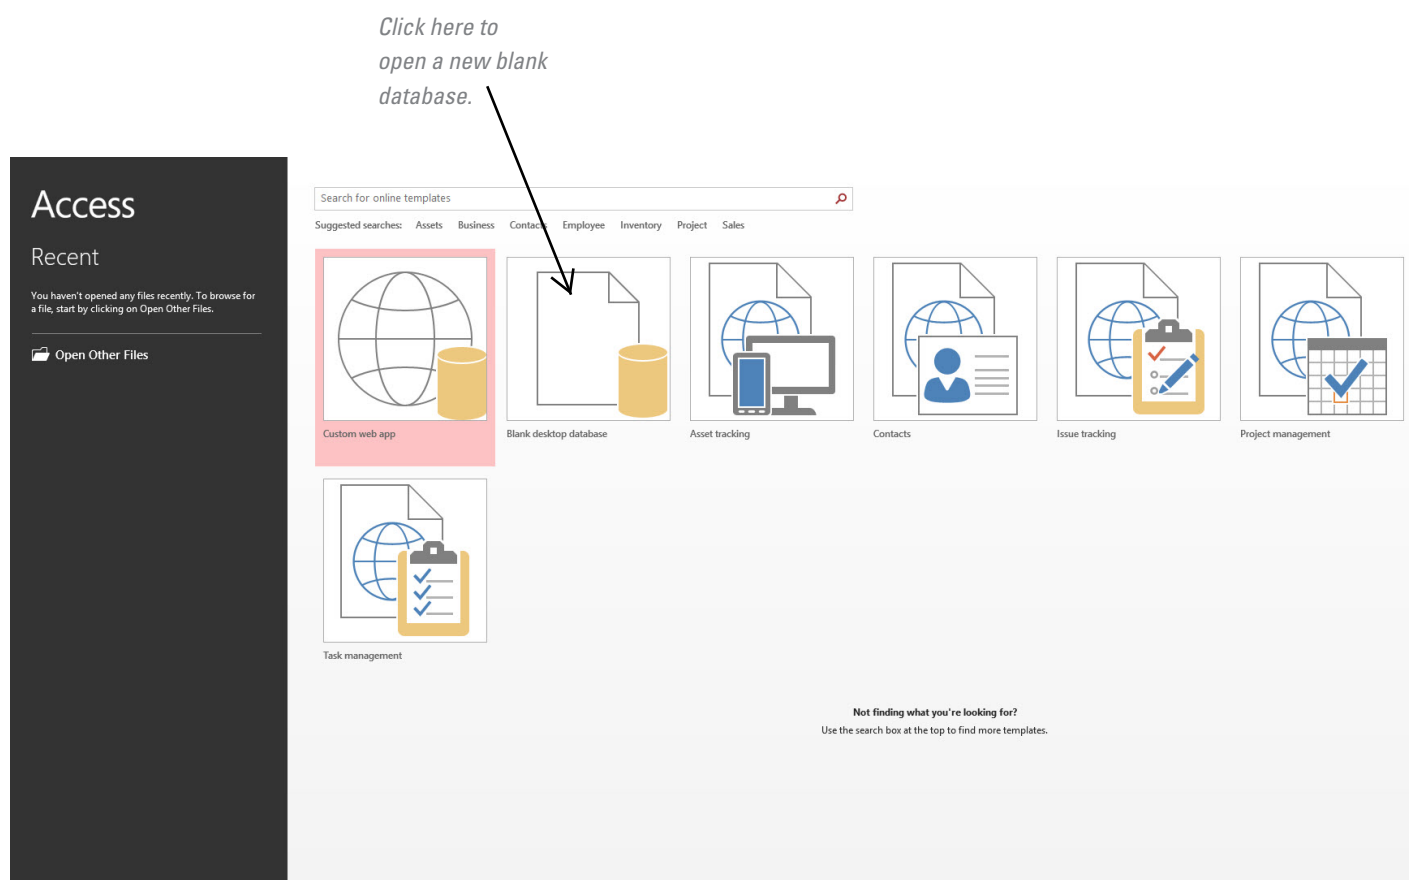 Click here to
open a new blank
database.
Access
Recent
You haven't opened any files recently. To browse for
a file, start by clicking on Open Other Files.
Open Other Files
Search for online templates
Suggested searches: Assets Business Contacts Employee Inventory Project Sales
Custom web app
Blank desktop database
Asset tracking
Contacts
Issue tracking
Project management
Task management
Not finding what you're looking for?
Use the search box at the top to find more templates.